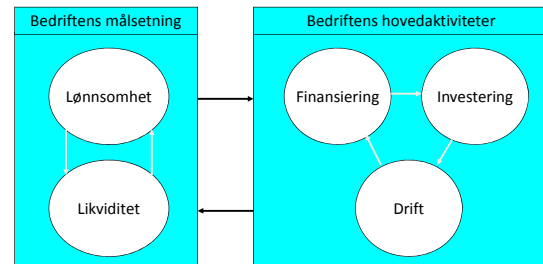 Bedriftens målsetning
Lønnsomhet
Likviditet
Bedriftens hovedaktiviteter
Finansiering
Investering
Drift